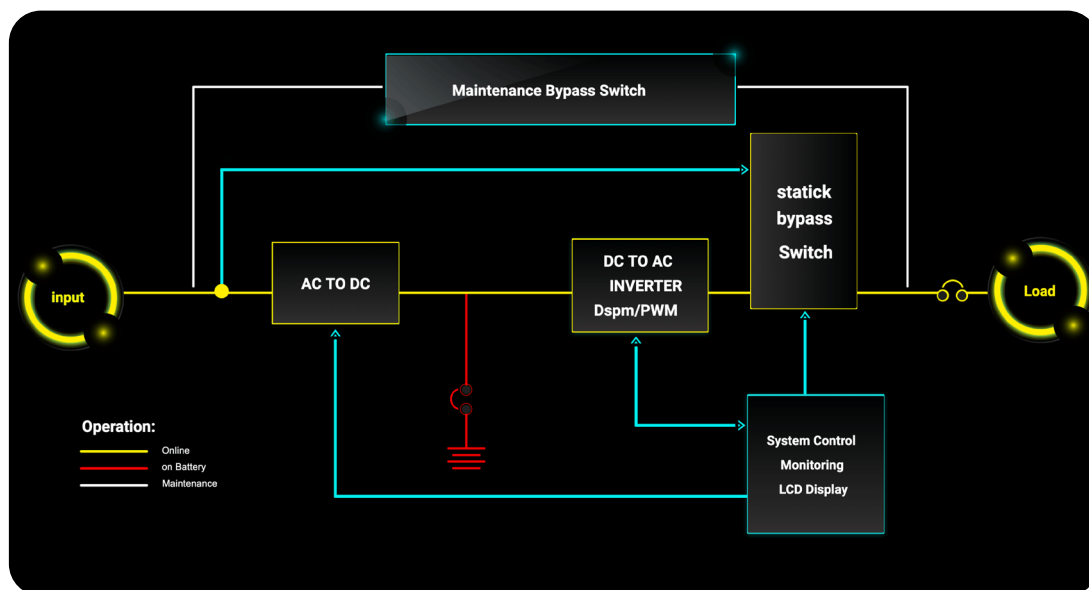 Maintenance Bypass Switch
statick
bypass
Switch
input
AC TO DC
DC TO AC
INVERTER
Dspm/PWM
Load
Operation:
Online
on Battery
Maintenance
System Control
Monitoring
LCD Display